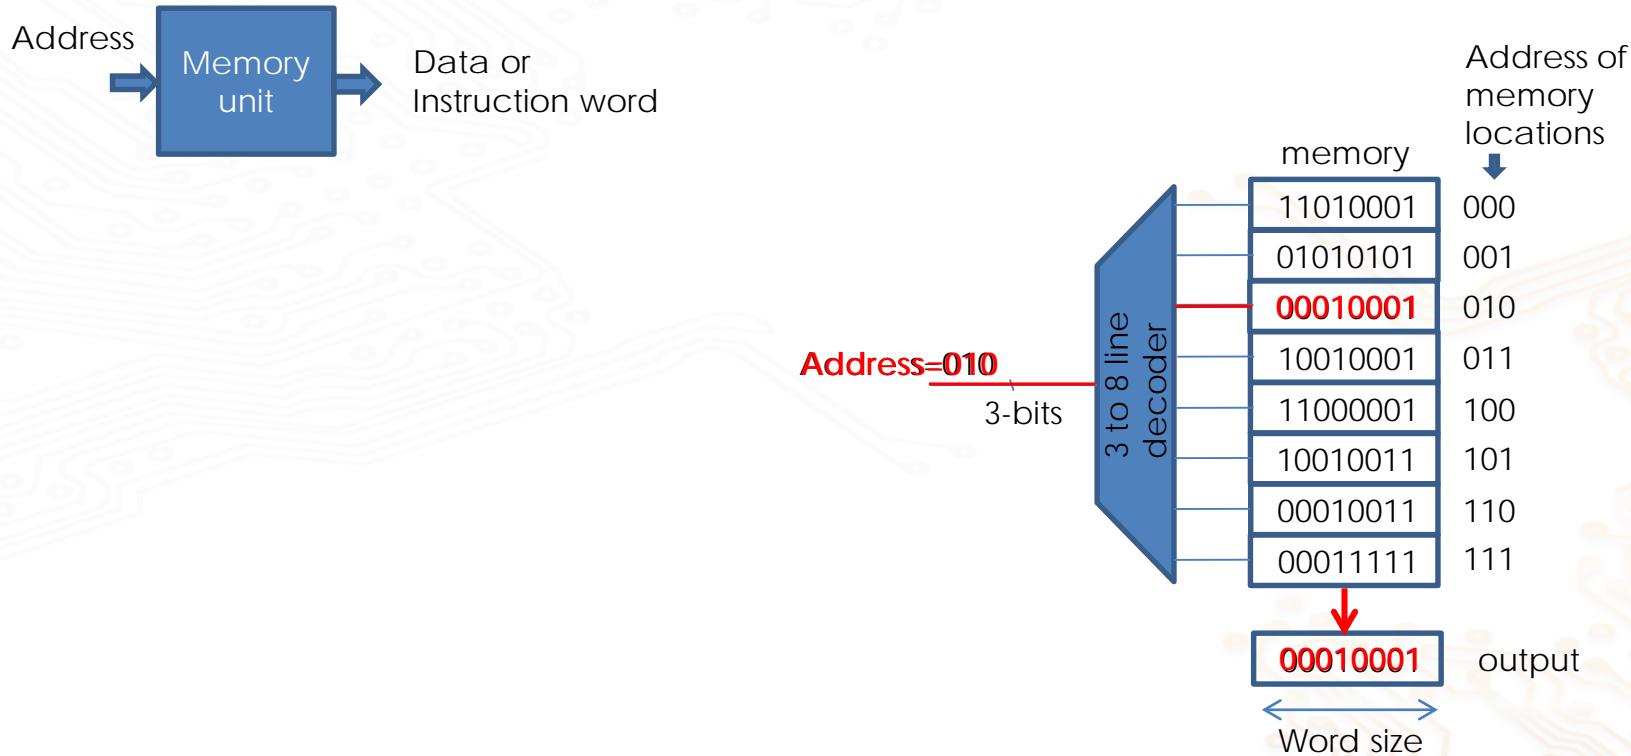 Address
Memory
unit
Data or
Instruction word
Address of
memory
locations
memory
11010001 000
01010101 001
00010001 010
10010001 011
11000001 100
10010011 101
00010011 110
00011111 111
Address=010
3-bits
3 to 8 line
decoder
00010001 output
Word size